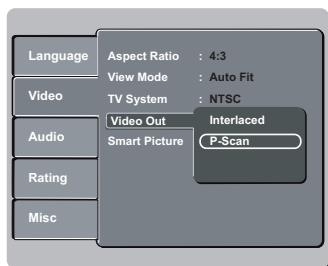 Language
Video
Audio
Rating
Misc
Aspect Ratio : 4:3
View Mode : Auto Fit
TV System : NTSC
Video Out
Smart Picture
Interlaced
P-Scan